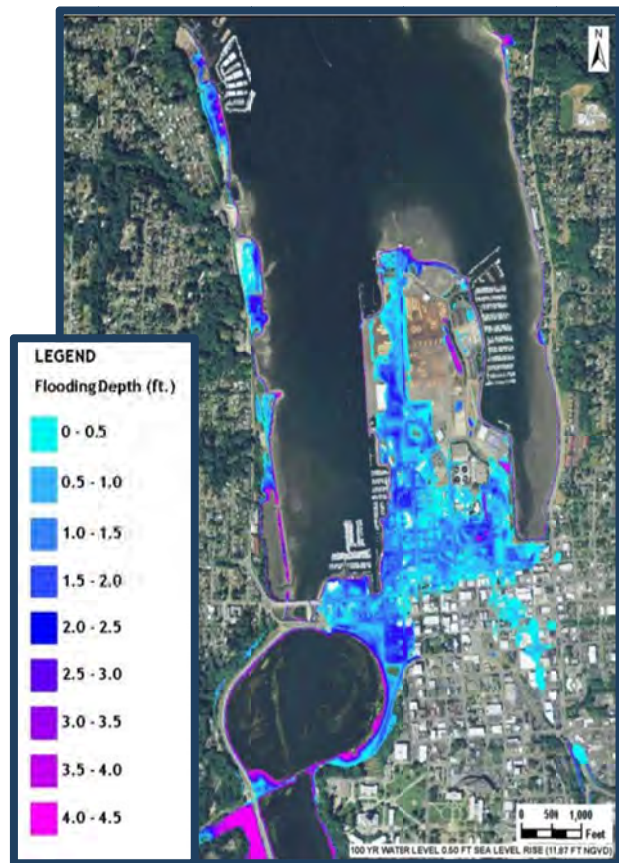 N
LEGEND
Flooding Depth (ft.)
0 - 0.5
0.5 - 1.0
1.0 - 1.5
1.5 - 2.0
2.0 - 2.5
2.5 - 3.0
3.0 - 3.5
3.5 - 4.0
4.0 - 4.5
0 500 1,000
Feet
100 YR WATER LEVEL 0.50 FT SEA LEVEL RISE (11.87 FT NGVD)